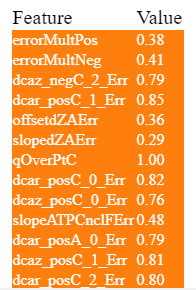 Feature Value
errorMultPos 0.38
errorMultNeg 0.41
dcaz_negC_2_Err 0.79
dcar_posC_1_Err 0.85
offsetdZAErr 0.36
slopedZAErr 0.29
qOverPtC 1.00
dcar_posC_0_Err 0.82
dcaz_posC_0_Err 0.76
slopeATPCnclFErr 0.48
dcar_posA_0_Err 0.79
dcaz_posC_1_Err 0.81
dcar_posC_2_Err 0.80